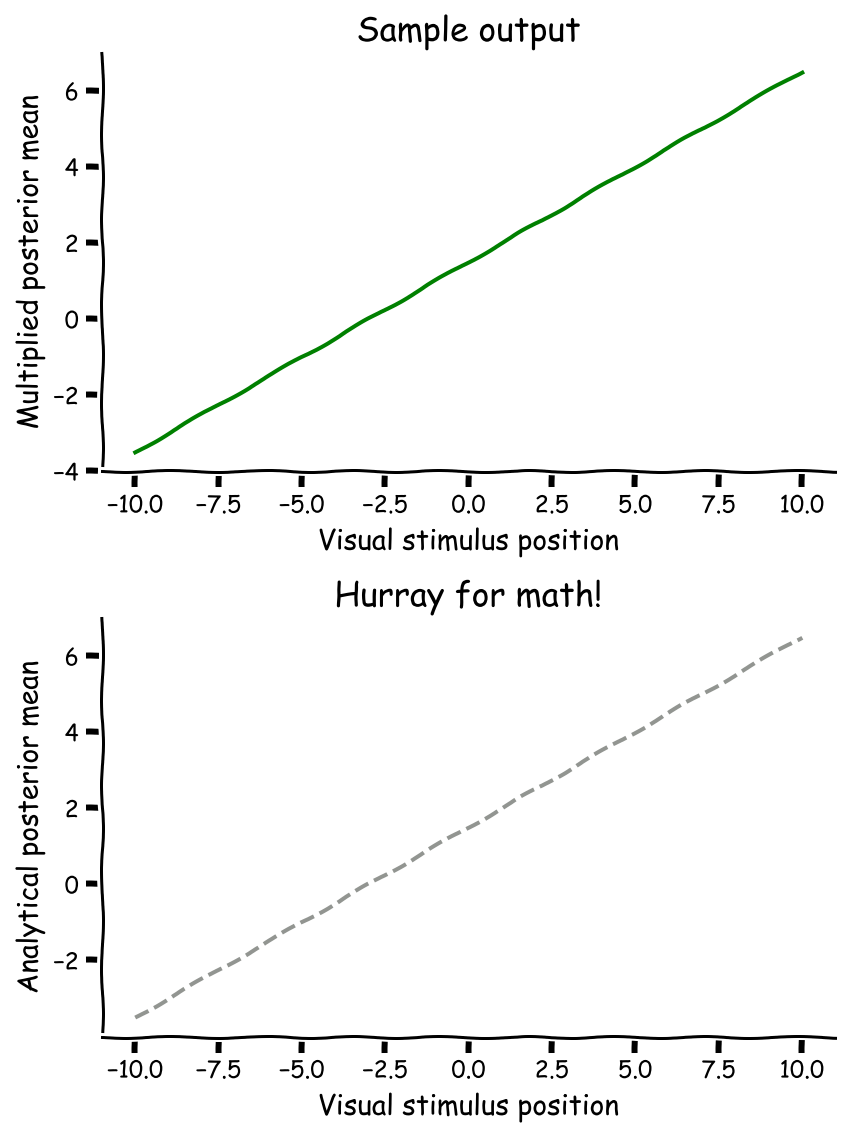 Sample output
Multiplied posterior mean
6
4
2
0
−2
−4
−10.0 −7.5 −5.0 −2.5 0.0 2.5 5.0 7.5 10.0
Visual stimulus position
Hurray for math!
Analytical posterior mean
6
4
2
0
−2
−10.0 −7.5 −5.0 −2.5 0.0 2.5 5.0 7.5 10.0
Visual stimulus position